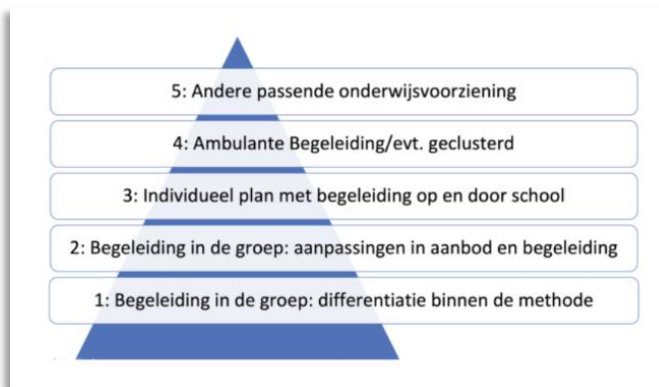 5: Andere passende onderwijsvoorziening
4: Ambulante Begeleiding/evt. geclusterd
3: Individueel plan met begeleiding op en door school
2: Begeleiding in de groep: aanpassingen in aanbod en begeleiding
1: Begeleiding in de groep: differentiatie binnen de methode